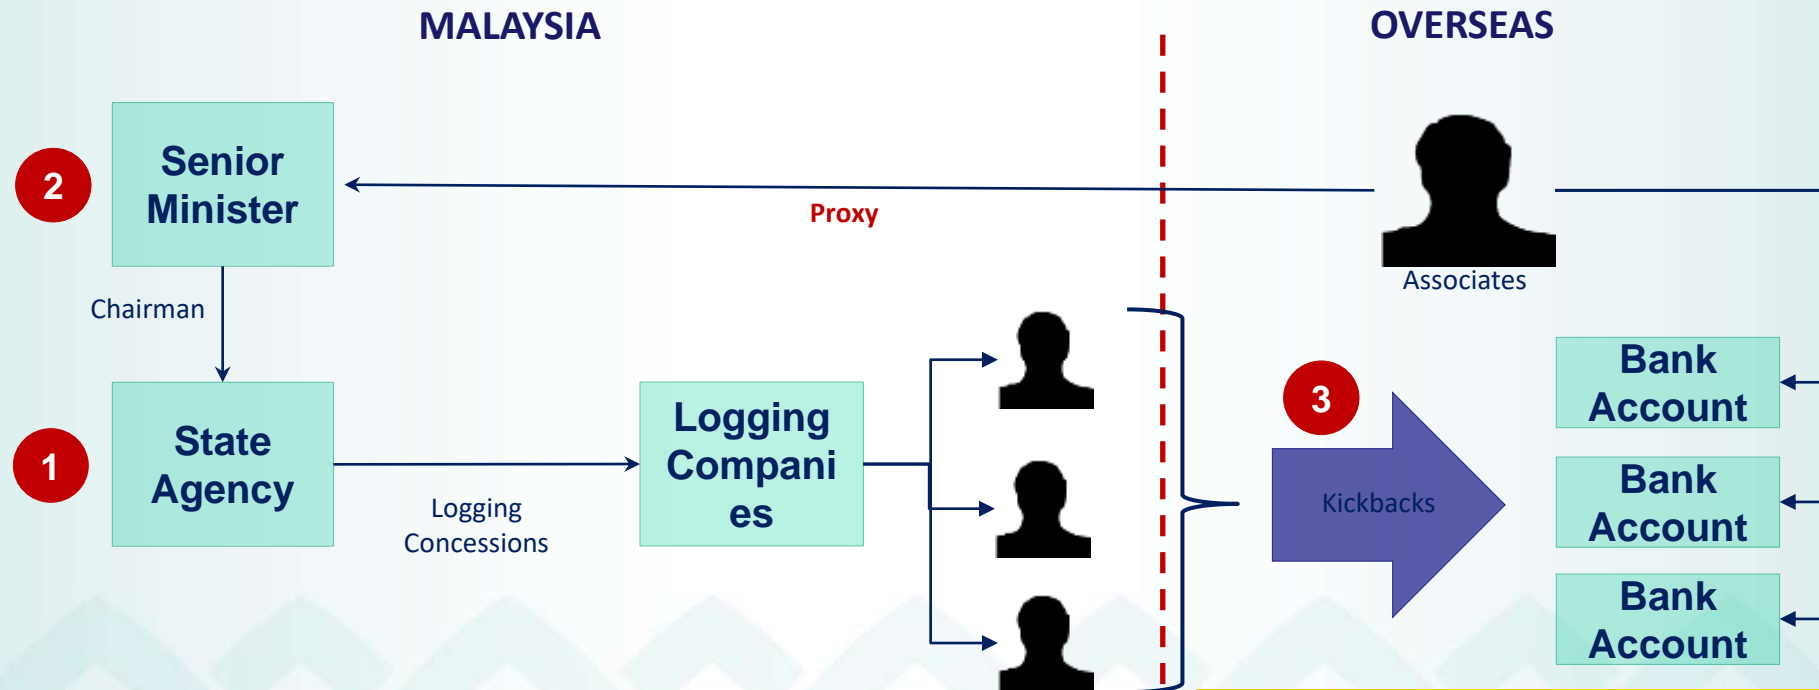 MALAYSIA
OVERSEAS
2
Senior
Minister
Proxy
Associates
Chairman
1
State
Agency
Logging
Concessions
Logging
Compani
es
3
Kickbacks
Bank
Account
Bank
Account
Bank
Account